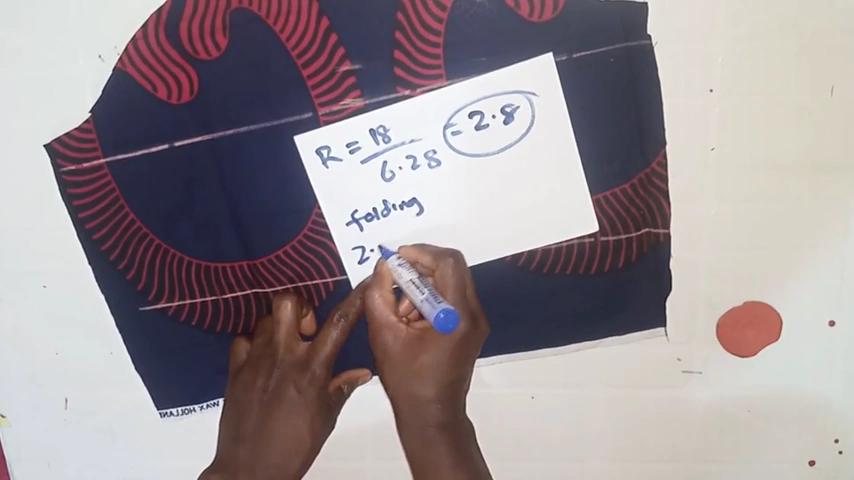 R = 18 / 6.28 = 2.8
folding
2.
WAX HOLLAN